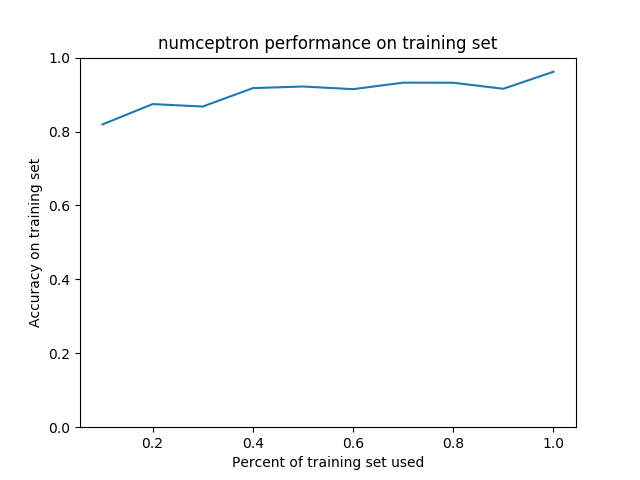 numceptron performance on training set
1.0
0.8
0.6
0.4
0.2
0.0
Accuracy on training set
0.2 0.4 0.6 0.8 1.0
Percent of training set used